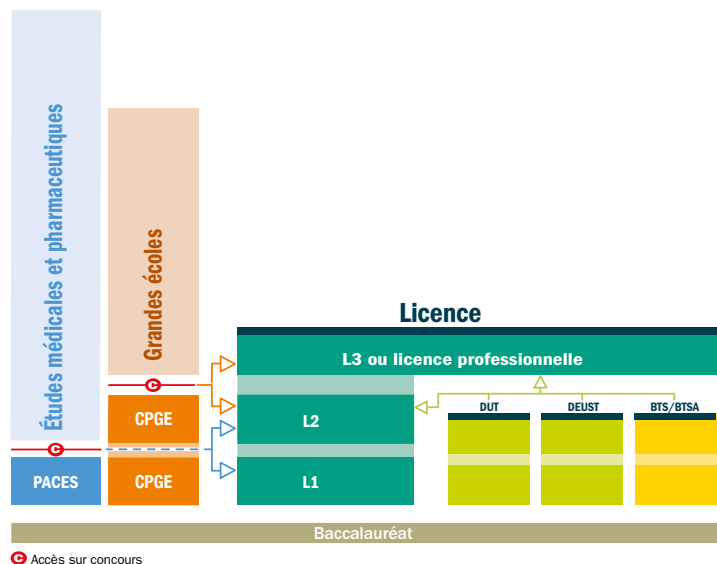 Études médicales et pharmaceutiques
Grandes écoles
Licence
L3 ou licence professionnelle
C
CPGE
L2
DUT
DEUST
BTS/BTSA
C
PACES
CPGE
L1
Baccalauréat
C Accès sur concours